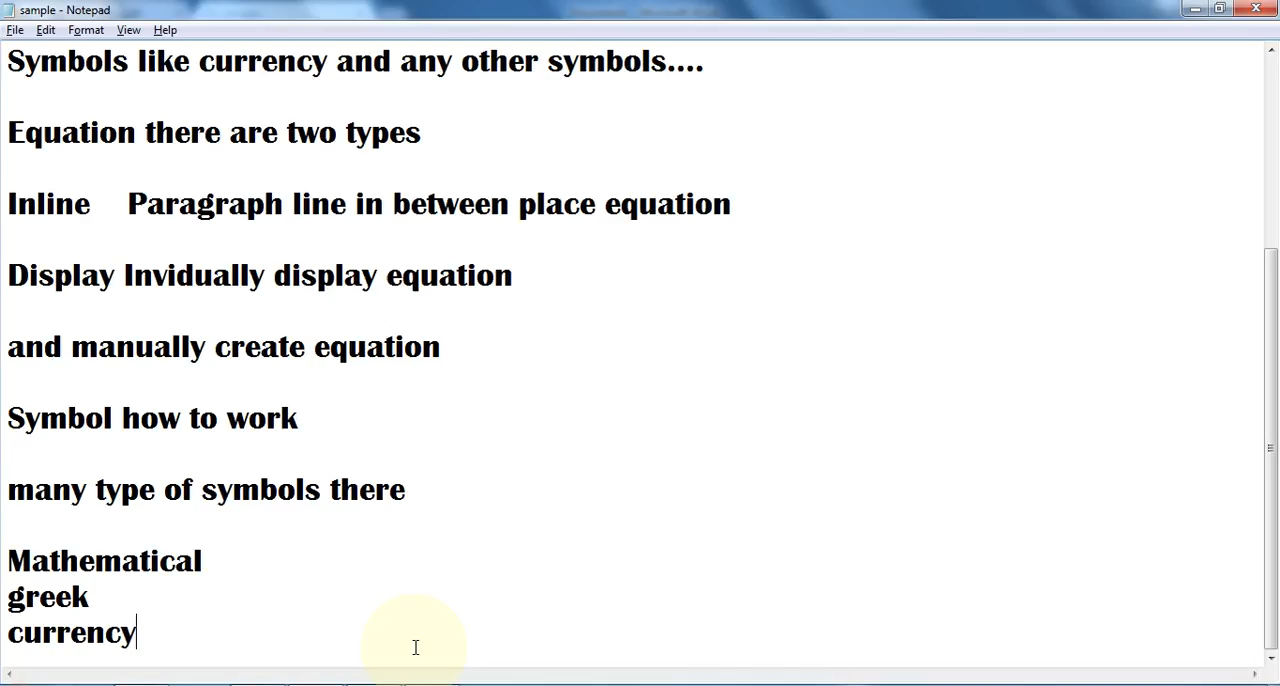 sample - Notepad
File Edit Format View Help
Symbols like currency and any other symbols....
Equation there are two types
Inline Paragraph line in between place equation
Display Invidually display equation
and manually create equation
Symbol how to work
many type of symbols there
Mathematical
greek
currency